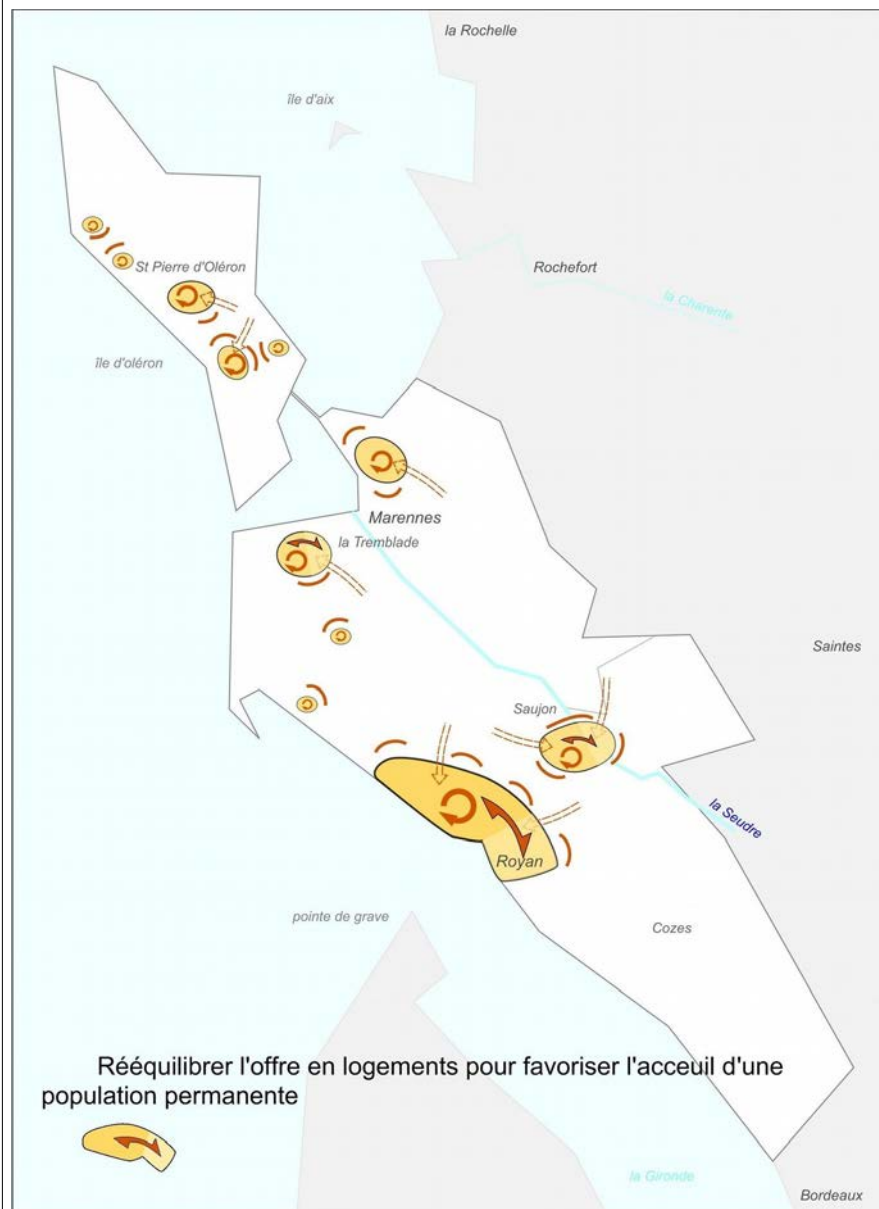 la Rochelle
île d'aix
St Pierre d'Oléron
Rochefort
la Charente
île d'oléron
Marennes
la Tremblade
Saintes
Saujon
la Seudre
Royan
pointe de grave
Cozes
Rééquilibrer l'offre en logements pour favoriser l'acceuil d'une
population permanente
la Gironde
Bordeaux